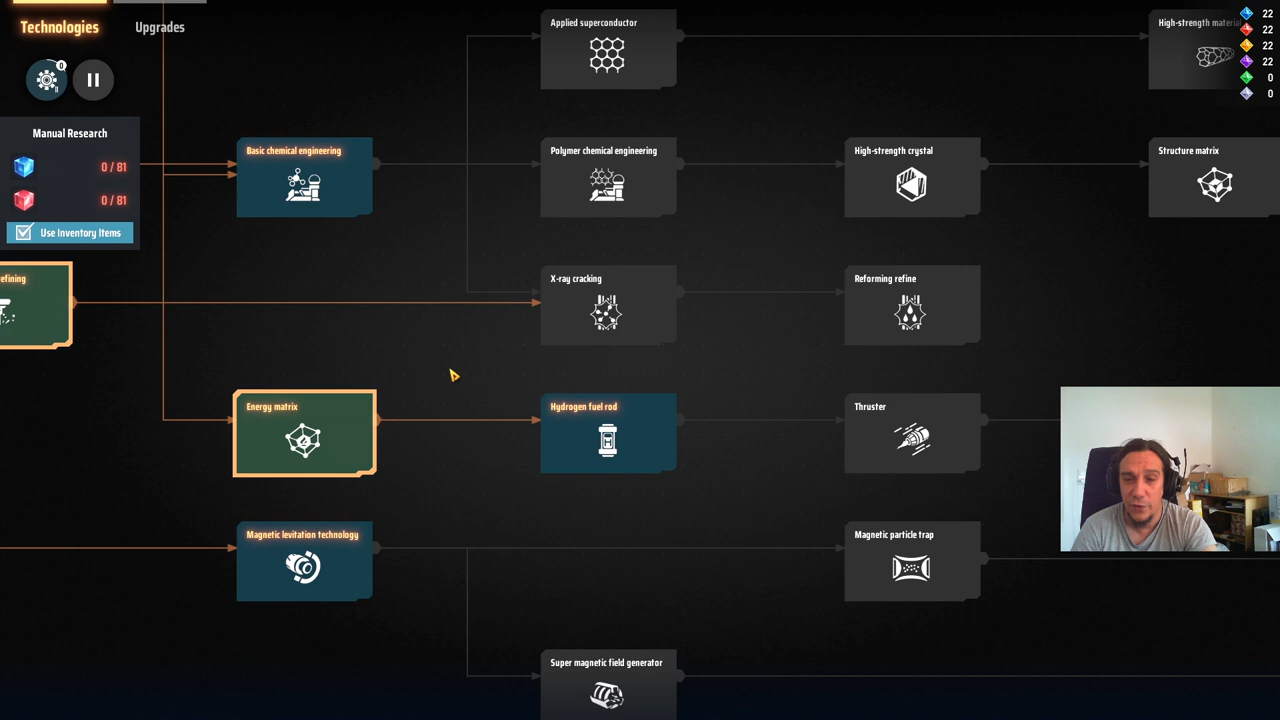 Technologies
Upgrades
0
Manual Research
0 / 81
0 / 81
Use Inventory Items
efining
Basic chemical engineering
Energy matrix
Magnetic levitation technology
Applied superconductor
Polymer chemical engineering
X-ray cracking
Hydrogen fuel rod
Super magnetic field generator
High-strength crystal
Reforming refine
Thruster
Magnetic particle trap
High-strength material
Structure matrix
22
22
22
22
0
0